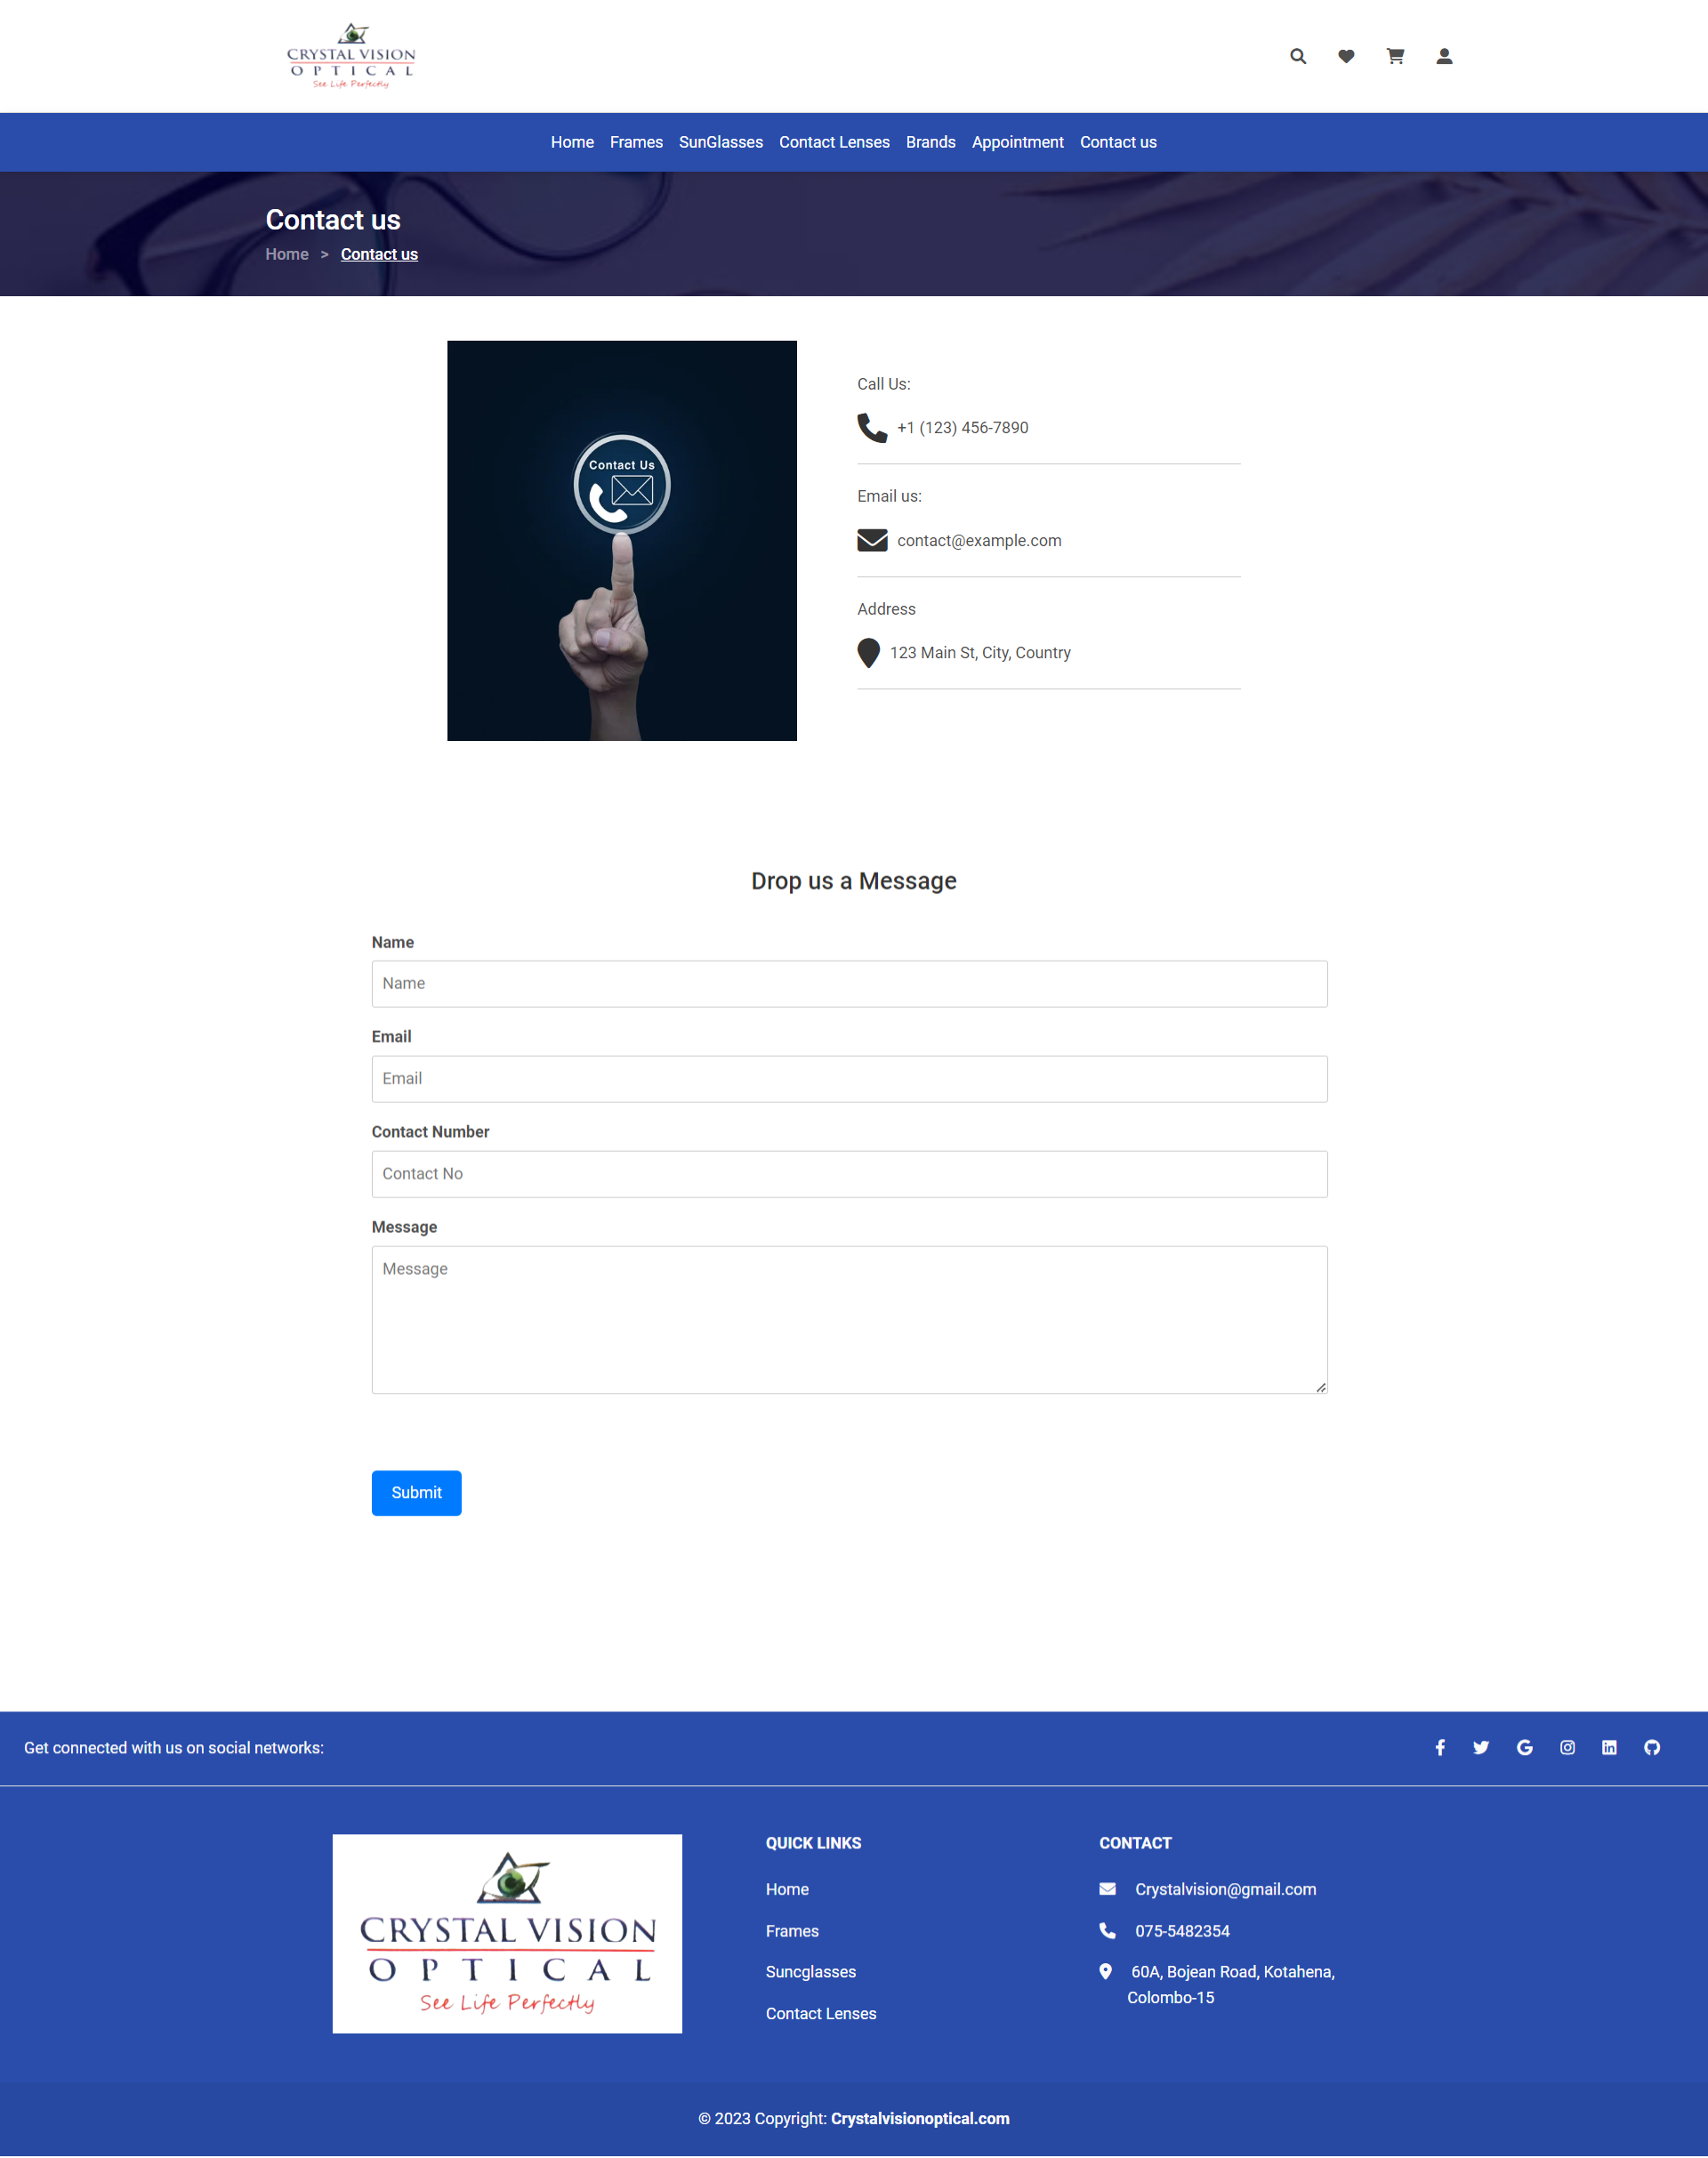 CRYSTAL VISION
OPTICAL
See Life Perfectly
Home Frames SunGlasses Contact Lenses Brands Appointment Contact us
Contact us
Home > Contact us
Contact Us
Call Us:
+1 (123) 456-7890
Email us:
contact@example.com
Address
123 Main St, City, Country
Drop us a Message
Name
Name
Email
Email
Contact Number
Contact No
Message
Message
Submit
Get connected with us on social networks:
CRYSTAL VISION
OPTICAL
See Life Perfectly
QUICK LINKS
Home
Frames
Suncglasses
Contact Lenses
CONTACT
Crystalvision@gmail.com
075-5482354
60A, Bojean Road, Kotahena,
Colombo-15
© 2023 Copyright: Crystalvisionoptical.com